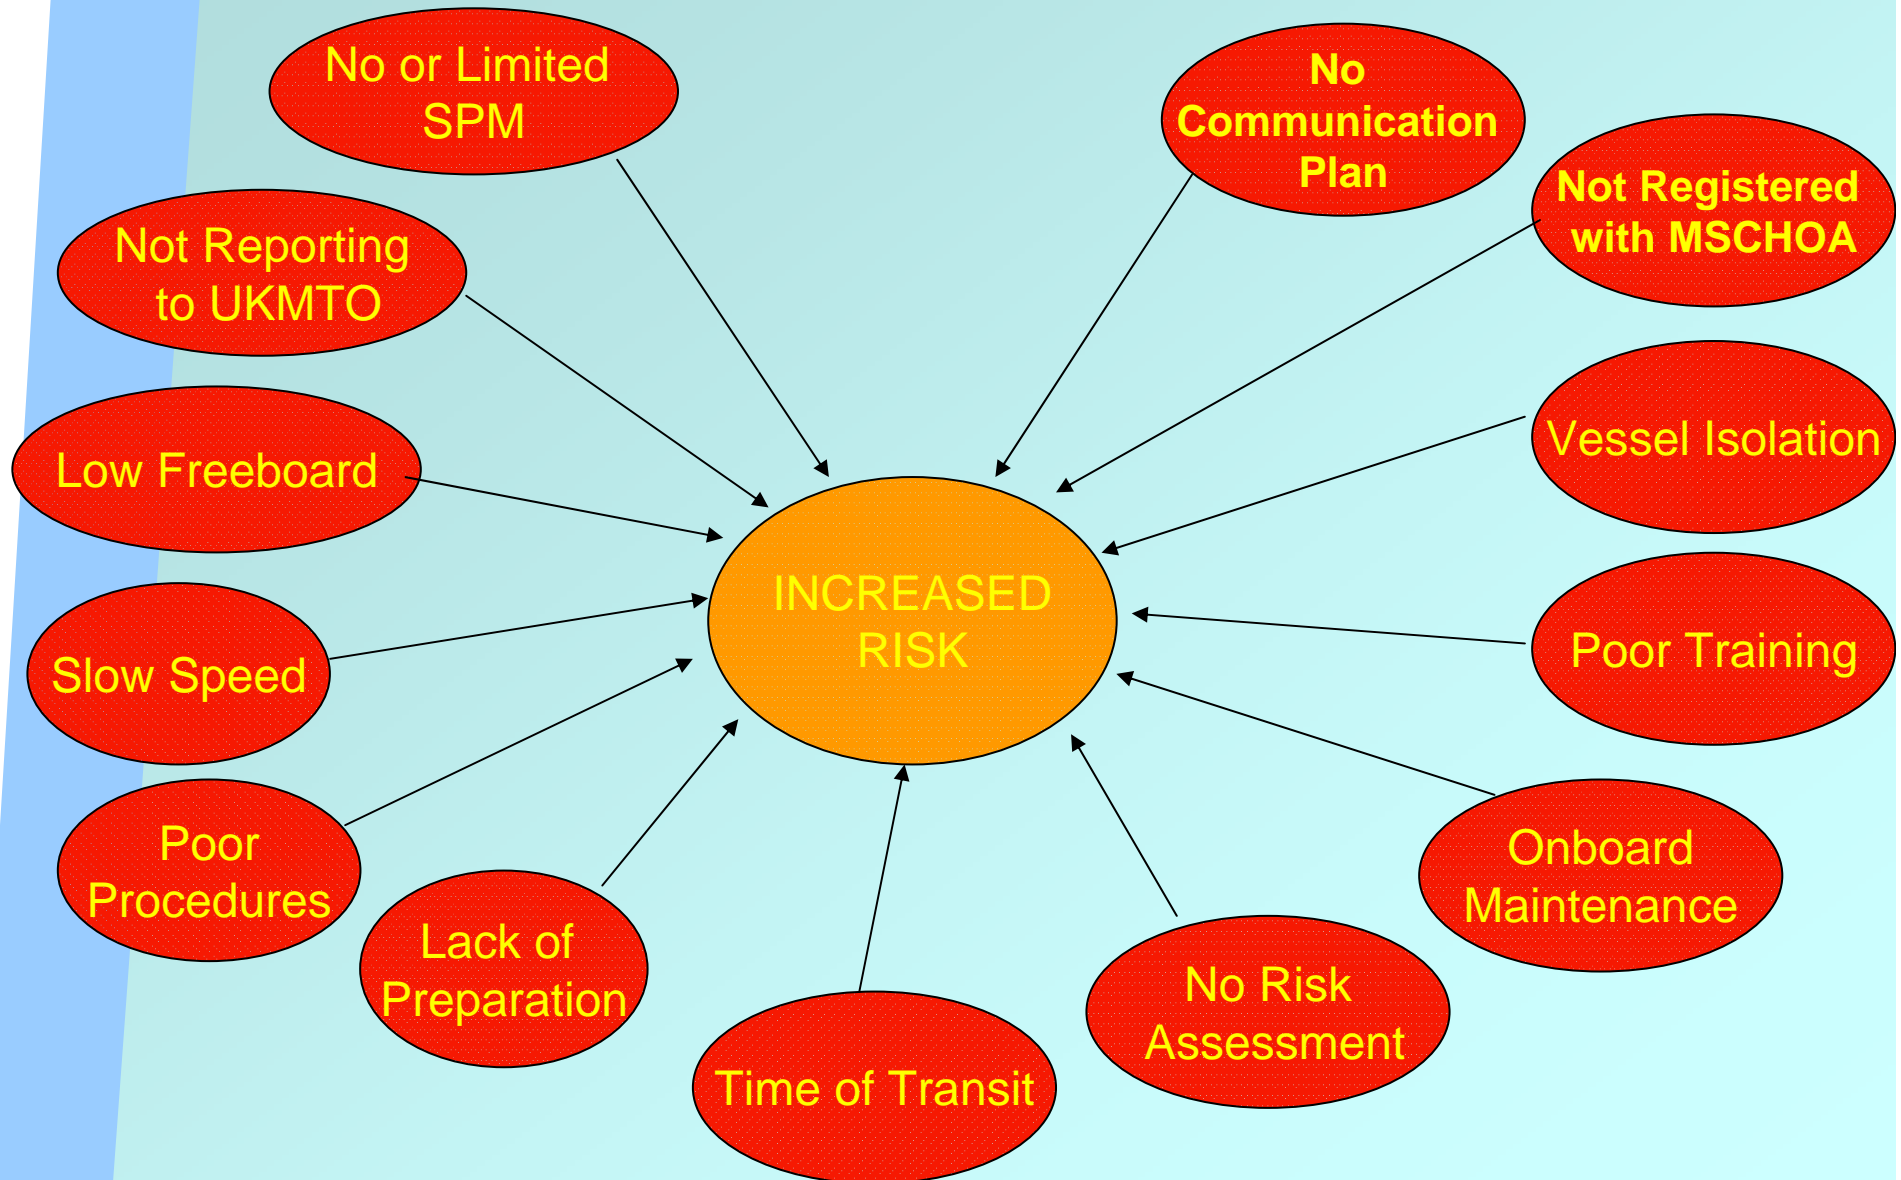 No or Limited
SPM
No
Communication
Plan
Not Registered
with MSCHOA
Not Reporting
to UKMTO
Low Freeboard
Vessel Isolation
INCREASED
RISK
Slow Speed
Poor Training
Poor
Procedures
Onboard
Maintenance
Lack of
Preparation
No Risk
Assessment
Time of Transit